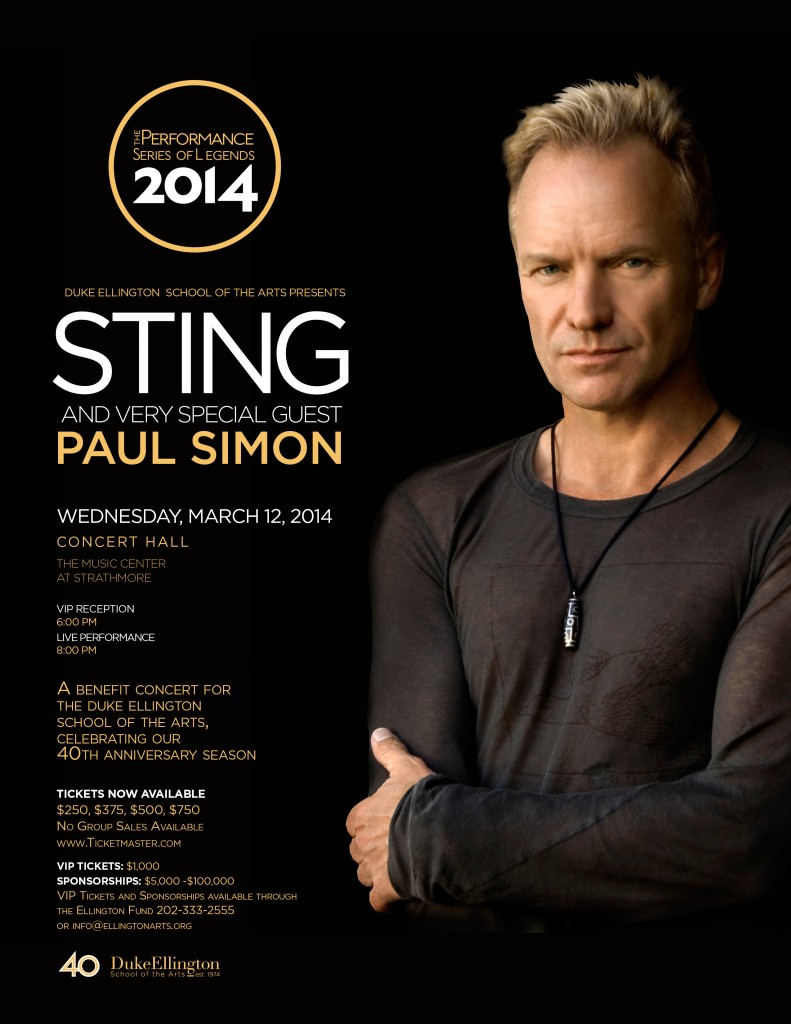 THE PERFORMANCE
SERIES OF LEGENDS
2014
DUKE ELLINGTON SCHOOL OF THE ARTS PRESENTS
STING
AND VERY SPECIAL GUEST
PAUL SIMON
WEDNESDAY, MARCH 12, 2014
CONCERT HALL
THE MUSIC CENTER
AT STRATHMORE
VIP RECEPTION
6:00 PM
LIVE PERFORMANCE
8:00 PM
A BENEFIT CONCERT FOR
THE DUKE ELLINGTON
SCHOOL OF THE ARTS,
CELEBRATING OUR
40TH ANNIVERSARY SEASON
TICKETS NOW AVAILABLE
$250, $375, $500, $750
NO GROUP SALES AVAILABLE
WWW.TICKETMASTER.COM
VIP TICKETS: $1,000
SPONSORSHIPS: $5,000 -$100,000
VIP TICKETS AND SPONSORSHIPS AVAILABLE THROUGH
THE ELLINGTON FUND 202-333-2555
OR INFO@ELLINGTONARTS.ORG
40 DukeEllington
School of the Arts est. 1974